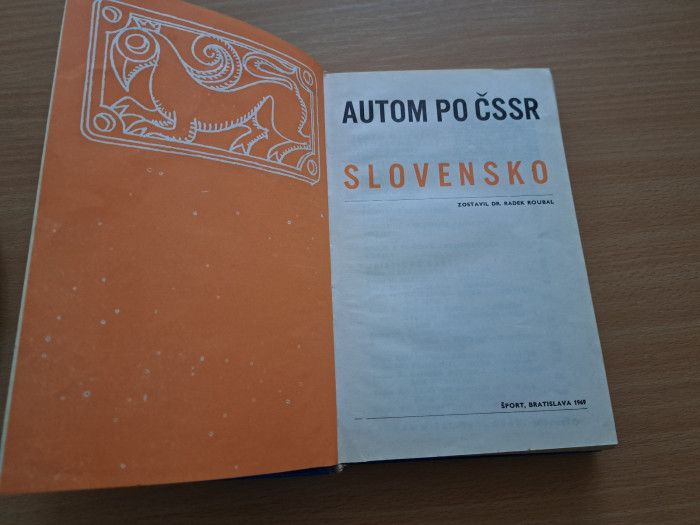 AUTOM PO ČSSR
SLOVENSKO
ZOSTAVIL DR. RADEK ROUBAL
ŠPORT, BRATISLAVA 1969